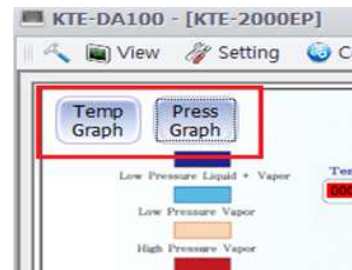 KTE-DA100 - [KTE-2000EP]
View Setting
Temp Graph
Press Graph
Low Pressure Liquid + Vapor
Low Pressure Vapor
High Pressure Vapor